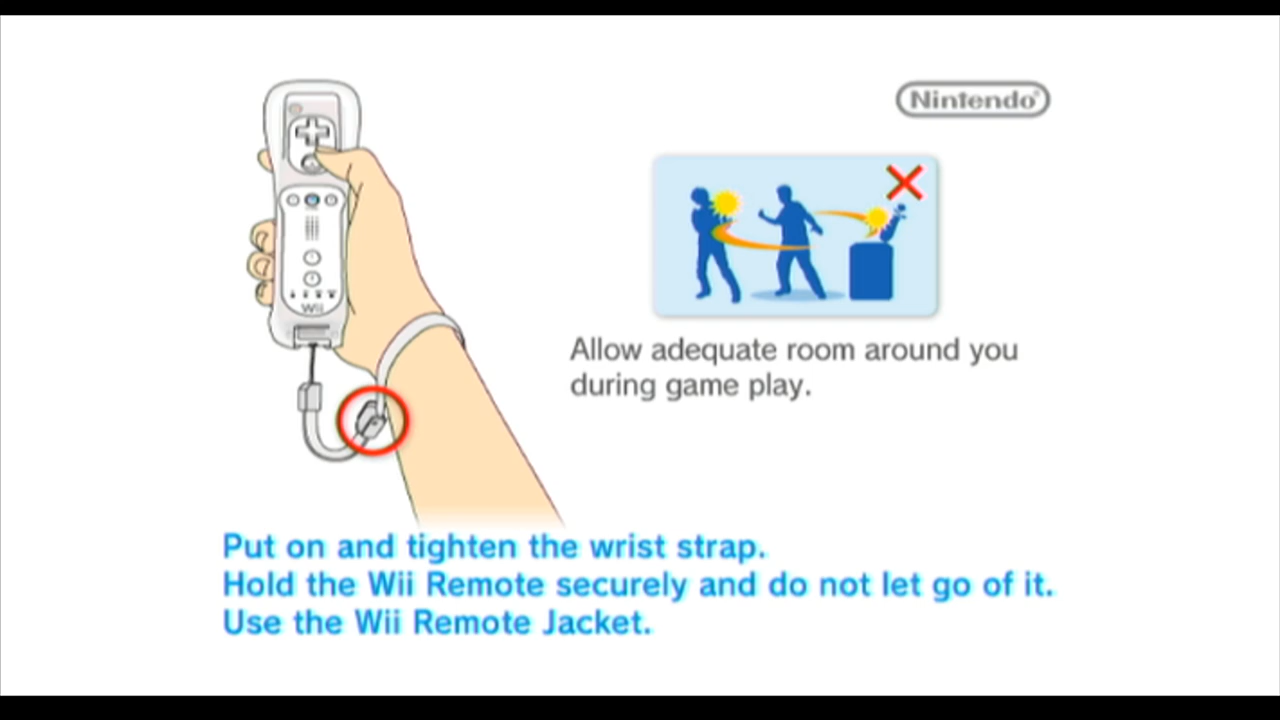 Nintendo®
Allow adequate room around you
during game play.
Wii
Put on and tighten the wrist strap.
Hold the Wii Remote securely and do not let go of it.
Use the Wii Remote Jacket.